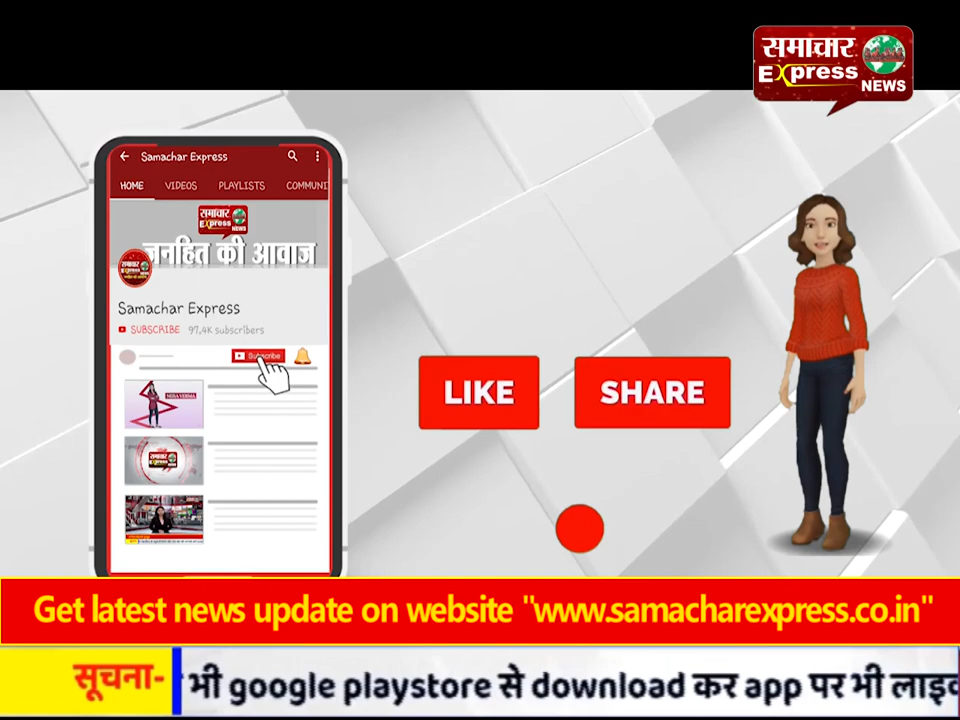 समाचार
Express
NEWS
Samachar Express
HOME VIDEOS PLAYLISTS COMMUNI
समाचार
Express
NEWS
जनहित की आवाज
Samachar Express
SUBSCRIBE 97.4K subscribers
Subscribe
LIKE
SHARE
Get latest news update on website "www.samacharexpress.co.in"
सूचना- भी google playstore से download कर app पर भी लाइव